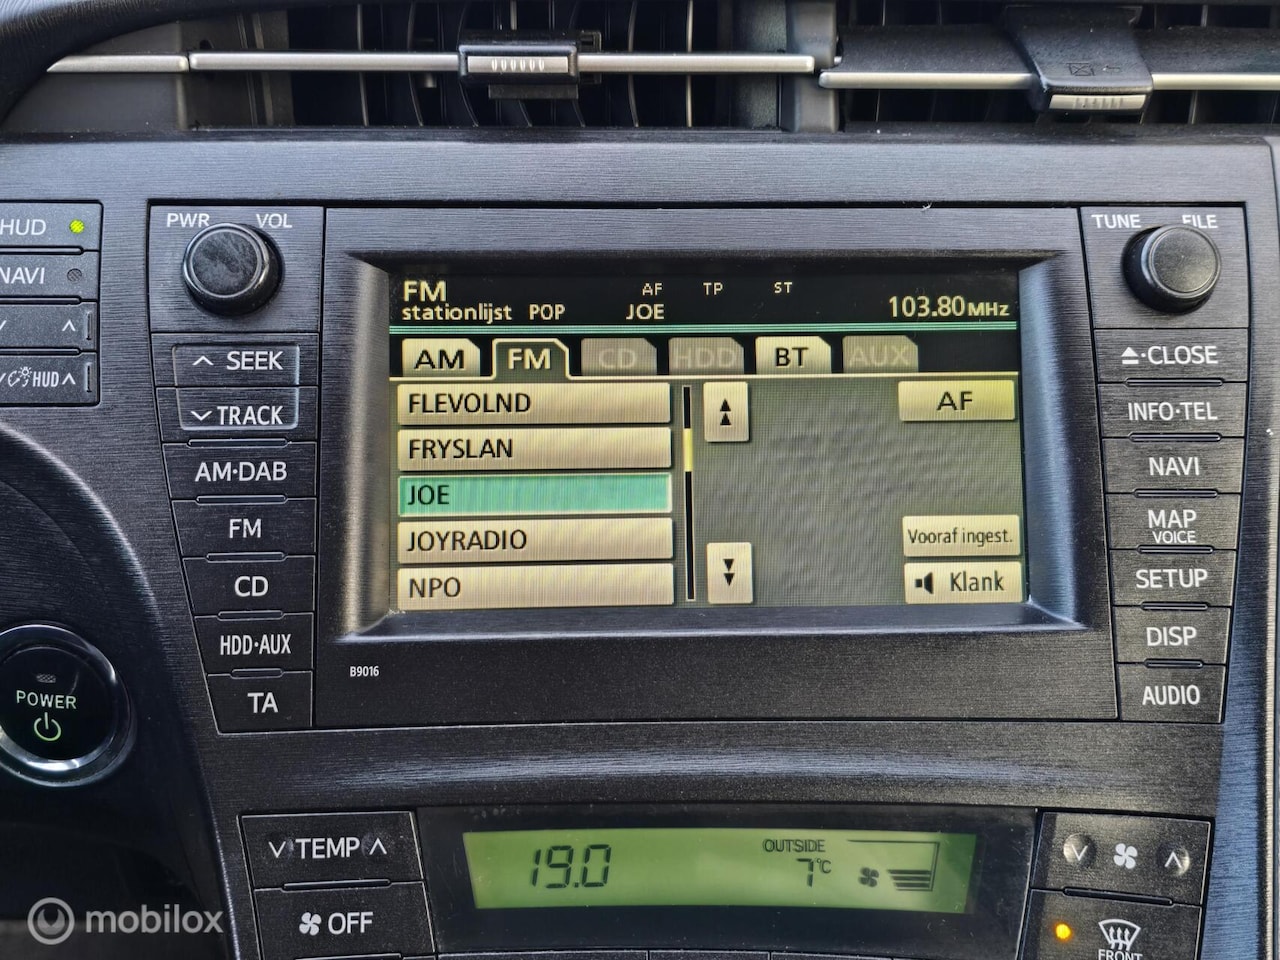 HUD
NAVI
HUD
PWR VOL
SEEK
TRACK
AM·DAB
FM
CD
HDD·AUX
TA
POWER
FM AF TP ST
stationlijst POP JOE 103.80MHz
AM FM CD HDD BT AUX
FLEVOLND
FRYSLAN
JOE
JOYRADIO
NPO
AF
Vooraf ingest.
Klank
B9016
TUNE FILE
CLOSE
INFO·TEL
NAVI
MAP
VOICE
SETUP
DISP
AUDIO
TEMP
OFF
19.0
OUTSIDE
7°C
FRONT
mobilox